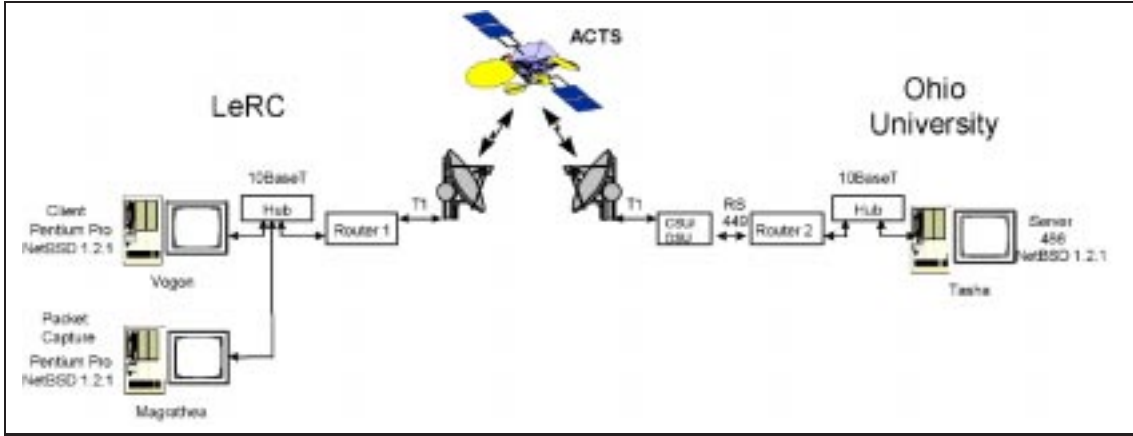 ACTS
LeRC
Ohio
University
10BaseT
Hub
Client
Pentium Pro
NetBSD 1.2.1
Vogon
Router 1
T1
T1
CSU/
DSU
RS
449
Router 2
10BaseT
Hub
Server
486
NetBSD 1.2.1
Tasha
Packet
Capture
Pentium Pro
NetBSD 1.2.1
Magrathea